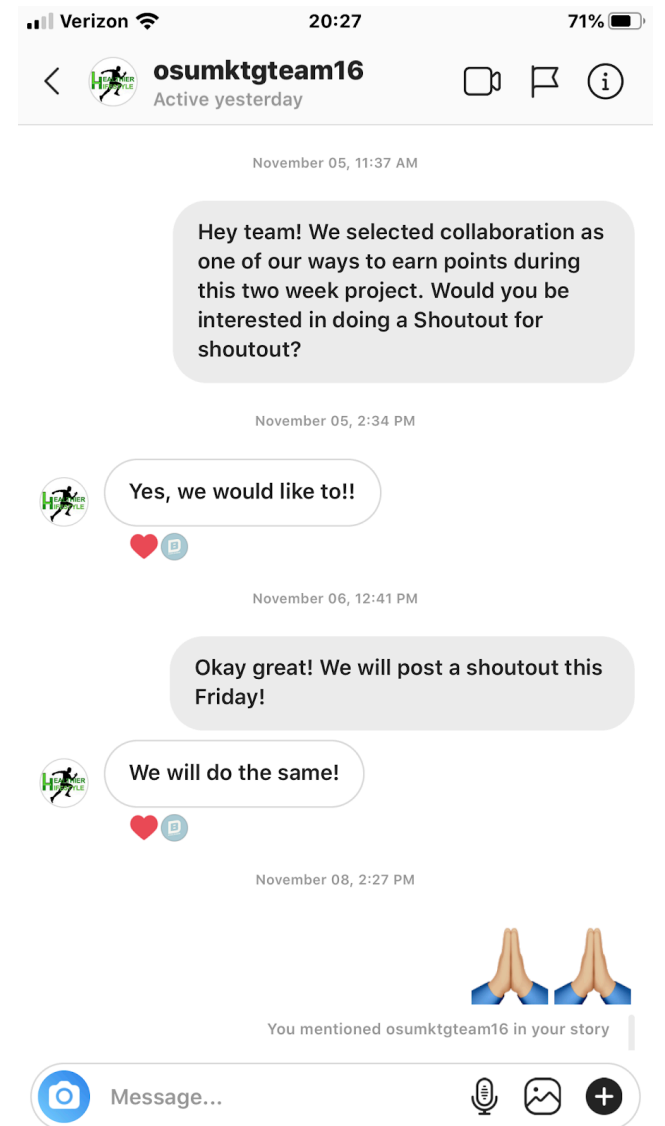 Verizon 20:27 71%
osumktgteam16
Active yesterday
November 05, 11:37 AM
Hey team! We selected collaboration as
one of our ways to earn points during
this two week project. Would you be
interested in doing a Shoutout for
shoutout?
November 05, 2:34 PM
HEALTHIER
LIFESTYLE
Yes, we would like to!!
November 06, 12:41 PM
Okay great! We will post a shoutout this
Friday!
HEALTHIER
LIFESTYLE
We will do the same!
November 08, 2:27 PM
You mentioned osumktgteam16 in your story
Message...